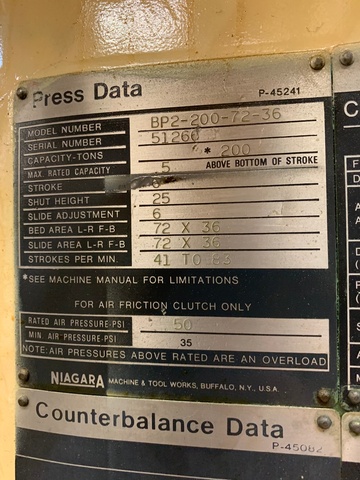 Press Data P-45241
MODEL NUMBER BP2-200-72-36
SERIAL NUMBER 51260
CAPACITY-TONS * 200
MAX. RATED CAPACITY .5 ABOVE BOTTOM OF STROKE
STROKE
SHUT HEIGHT 25
SLIDE ADJUSTMENT 6
BED AREA L-R F-B 72 X 36
SLIDE AREA L-R F-B 72 X 36
STROKES PER MIN. 41 TO 83
*SEE MACHINE MANUAL FOR LIMITATIONS
FOR AIR FRICTION CLUTCH ONLY
RATED AIR PRESSURE-PSI 50
MIN. AIR PRESSURE-PSI 35
NOTE: AIR PRESSURES ABOVE RATED ARE AN OVERLOAD
NIAGARA MACHINE & TOOL WORKS, BUFFALO, N.Y., U.S.A.
Counterbalance Data
P-45082